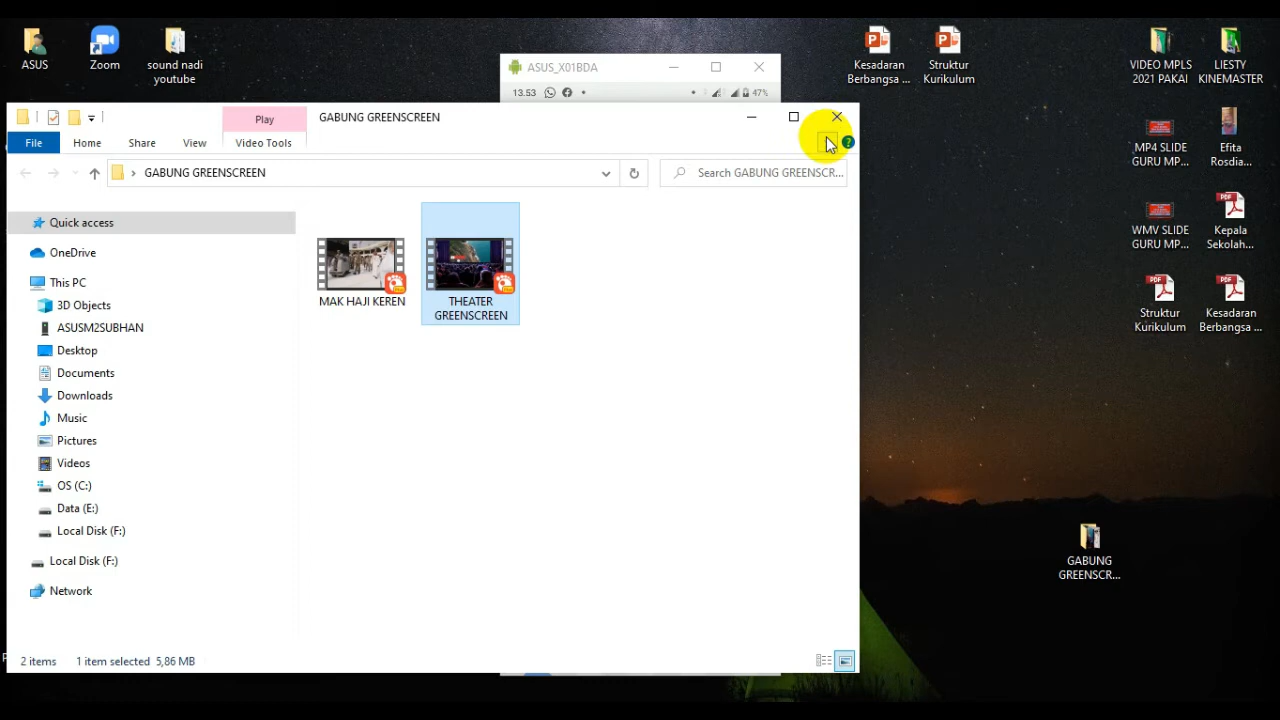 ASUS
Zoom
sound nadi
youtube
ASUS_X01BDA
13.53
47%
Kesadaran
Berbangsa ...
Struktur
Kurikulum
VIDEO MPLS
2021 PAKAI
LIESTY
KINEMASTER
MP4 SLIDE
GURU MP...
Efita
Rosdia...
WMV SLIDE
GURU MP...
Kepala
Sekolah...
Struktur
Kurikulum
Kesadaran
Berbangsa ...
GABUNG
GREENSCR...
Play
GABUNG GREENSCREEN
File
Home
Share
View
Video Tools
GABUNG GREENSCREEN
Search GABUNG GREENSCR...
Quick access
OneDrive
This PC
3D Objects
ASUSM2SUBHAN
Desktop
Documents
Downloads
Music
Pictures
Videos
OS (C:)
Data (E:)
Local Disk (F:)
Local Disk (F:)
Network
MAK HAJI KEREN
THEATER
GREENSCREEN
2 items
1 item selected 5,86 MB